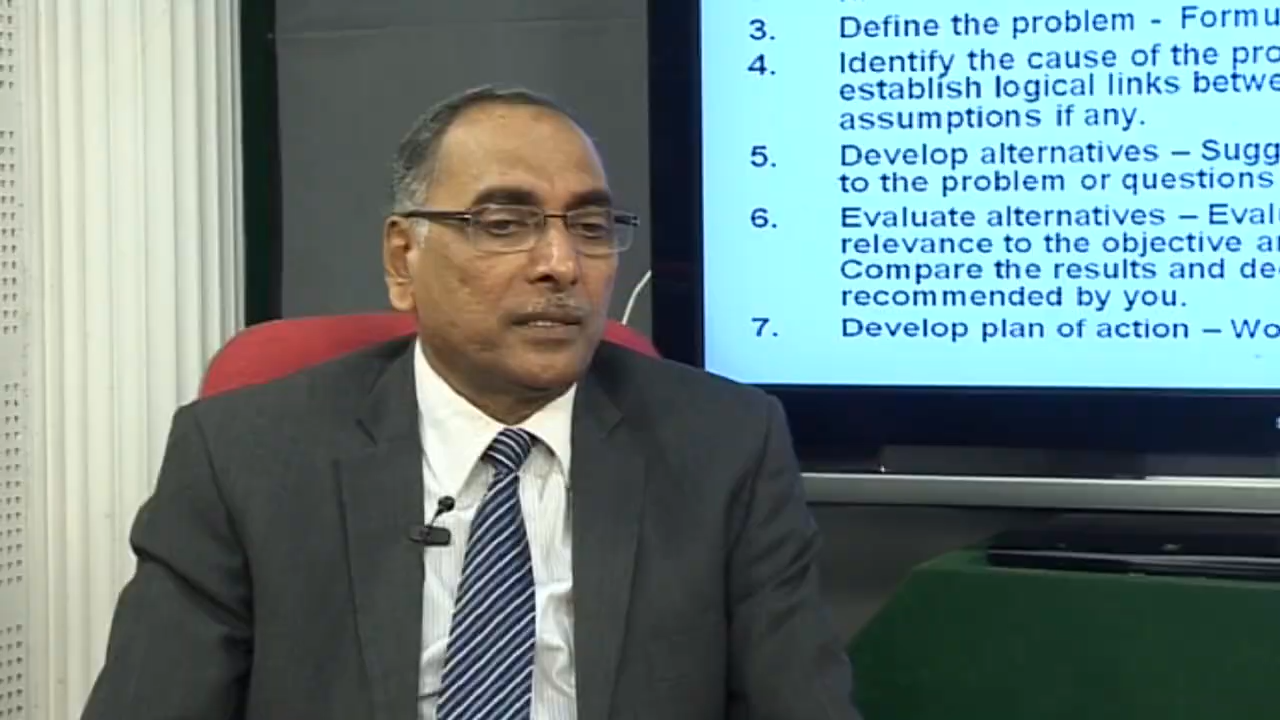 3. Define the problem - Formu
4. Identify the cause of the pro
establish logical links betwe
assumptions if any.
5. Develop alternatives – Sugg
to the problem or questions
6. Evaluate alternatives – Eval
relevance to the objective a
Compare the results and de
recommended by you.
7. Develop plan of action – Wo